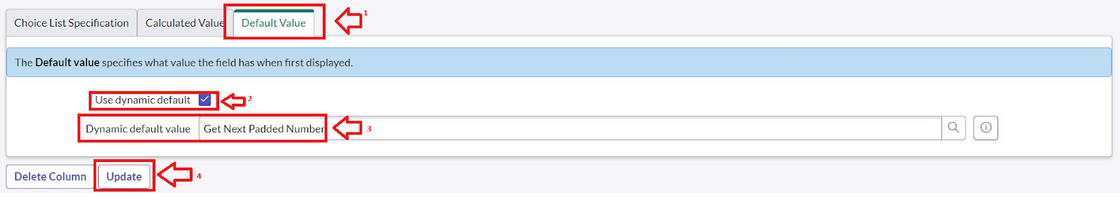 Choice List Specification Calculated Value Default Value 1
The Default value specifies what value the field has when first displayed.
Use dynamic default 2
Dynamic default value Get Next Padded Number 3
Delete Column Update 4